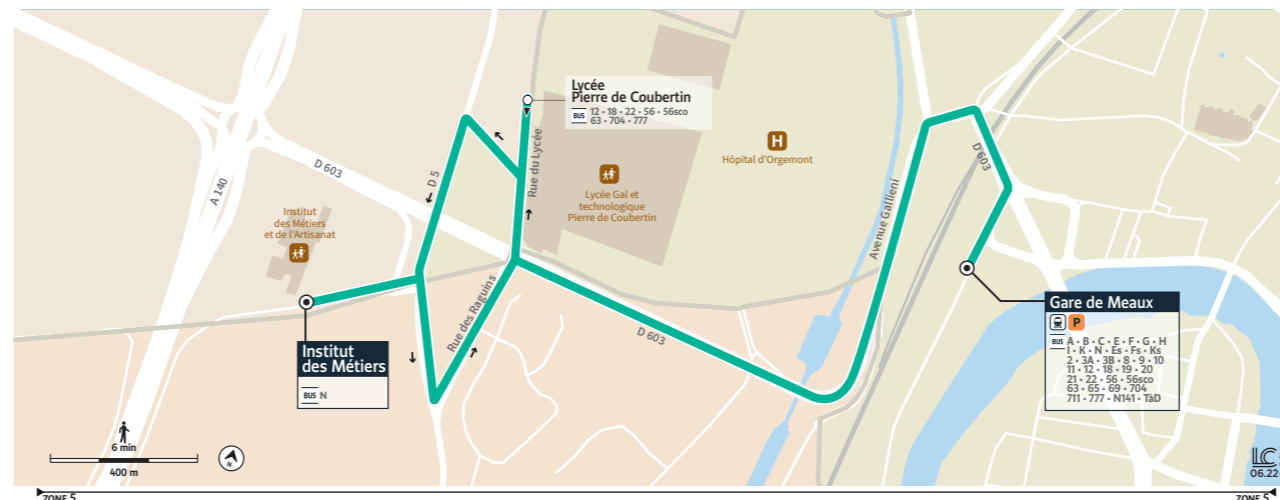 A 140
D 603
D 5
Institut
des Métiers
et de l'Artisanat
Institut
des Métiers
BUS N
Rue des Raguins
Rue du Lycée
Lycée
Pierre de Coubertin
BUS 12 • 18 • 22 • 56 • 56sco
63 • 704 • 777
Lycée Gal et
technologique
Pierre de Coubertin
H
Hôpital d'Orgemont
D 603
Avenue Gallieni
D 603
Gare de Meaux
P
BUS A • B • C • E • F • G • H
I • K • N • Es • Fs • Ks
2 • 3A • 3B • 8 • 9 • 10
11 • 12 • 18 • 19 • 20
21 • 22 • 56 • 56sco
63 • 65 • 69 • 704
711 • 777 • N141 • TàD
6 min
400 m
N
LC
06.22
ZONE 5
ZONE 5